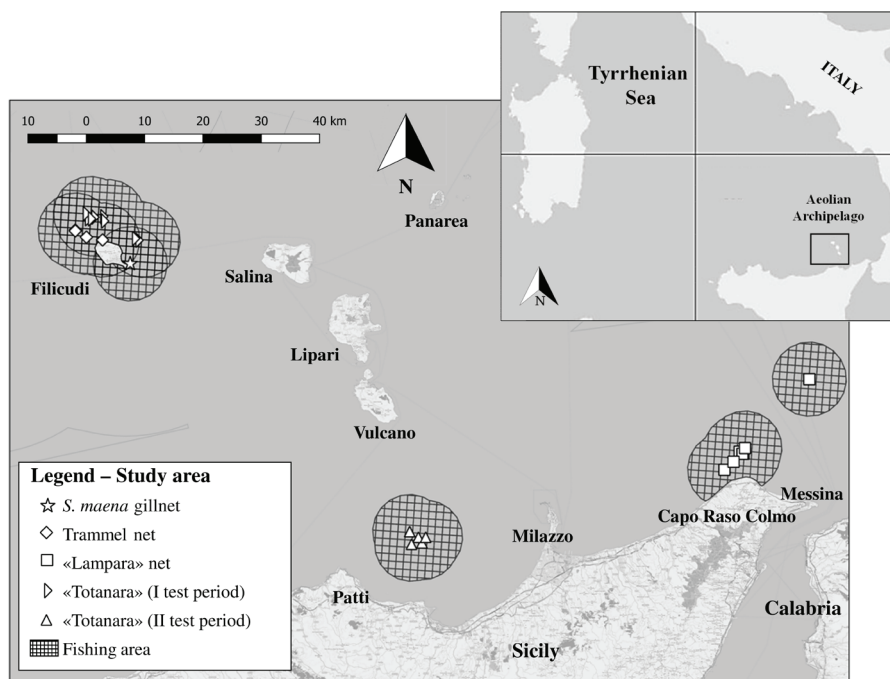 10 0 10 20 30 40 km
N
Panarea
Filicudi
Salina
Lipari
Vulcano
Tyrrhenian
Sea
ITALY
Aeolian
Archipelago
N
Legend – Study area
S. maena gillnet
Trammel net
«Lampara» net
«Totanara» (I test period)
«Totanara» (II test period)
Fishing area
Patti
Milazzo
Capo Raso Colmo
Messina
Calabria
Sicily